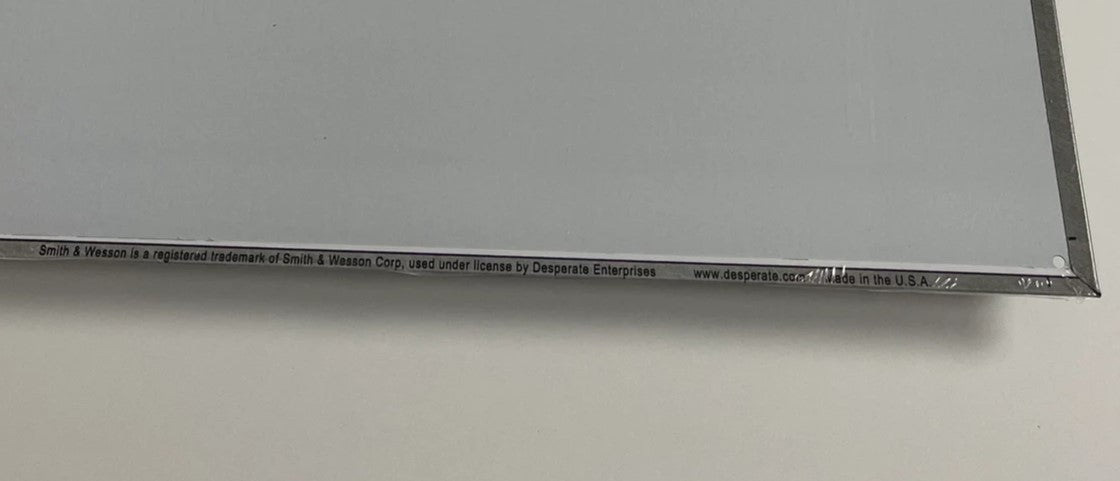 Smith & Wesson is a registered trademark of Smith & Wesson Corp, used under license by Desperate Enterprises www.desperate.com Made in the U.S.A.